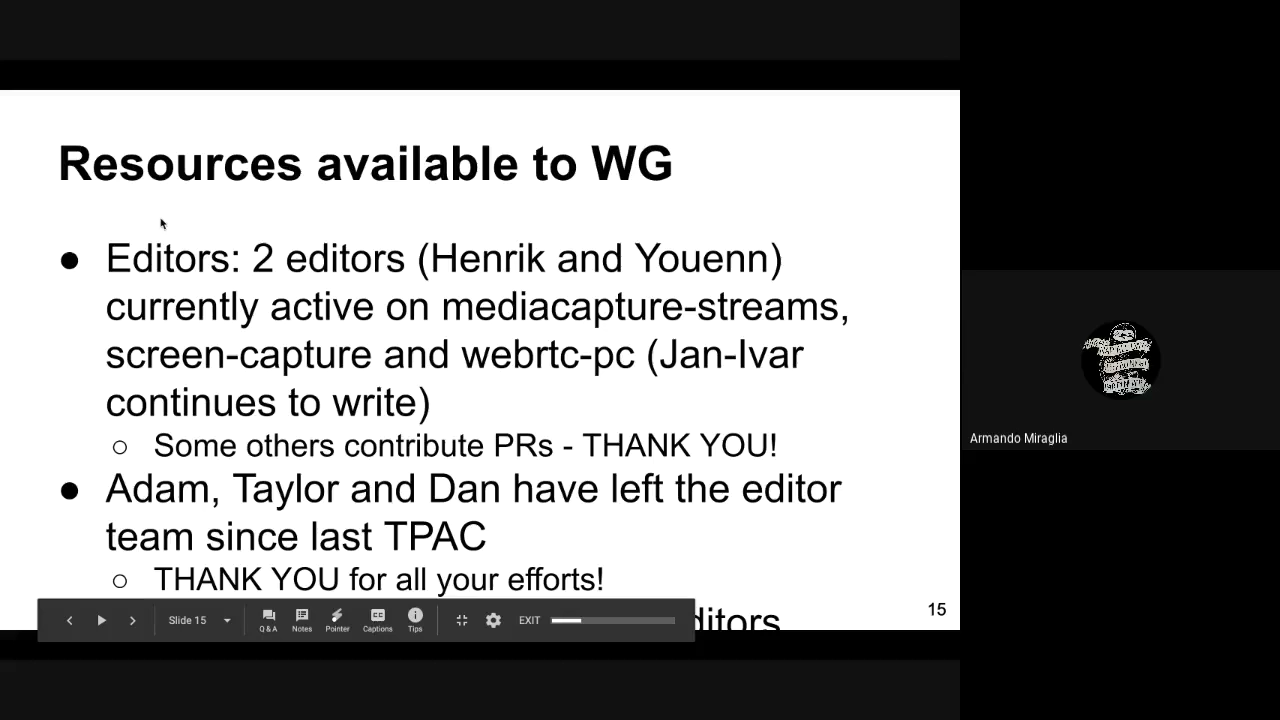 Resources available to WG
● Editors: 2 editors (Henrik and Youenn)
currently active on mediacapture-streams,
screen-capture and webrtc-pc (Jan-Ivar
continues to write)
○ Some others contribute PRs - THANK YOU!
● Adam, Taylor and Dan have left the editor
team since last TPAC
○ THANK YOU for all your efforts!
15
Slide 15
Q & A
Notes
Pointer
Captions
Tips
EXIT
Armando Miraglia